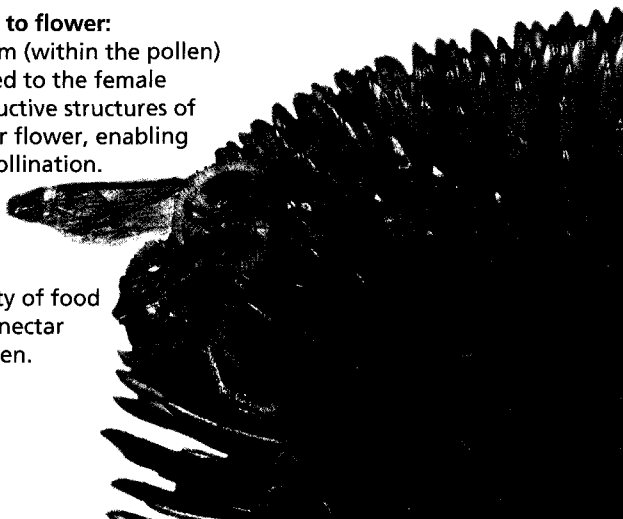 to flower:
m (within the pollen)
ed to the female
uctive structures of
r flower, enabling
ollination.
ty of food
nectar
en.